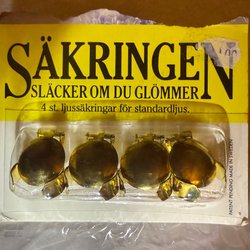 SÄKRINGEN
SLÄCKER OM DU GLÖMMER
4 st. ljussäkringar för standardljus.
PATENT PENDING MADE IN SWEDEN